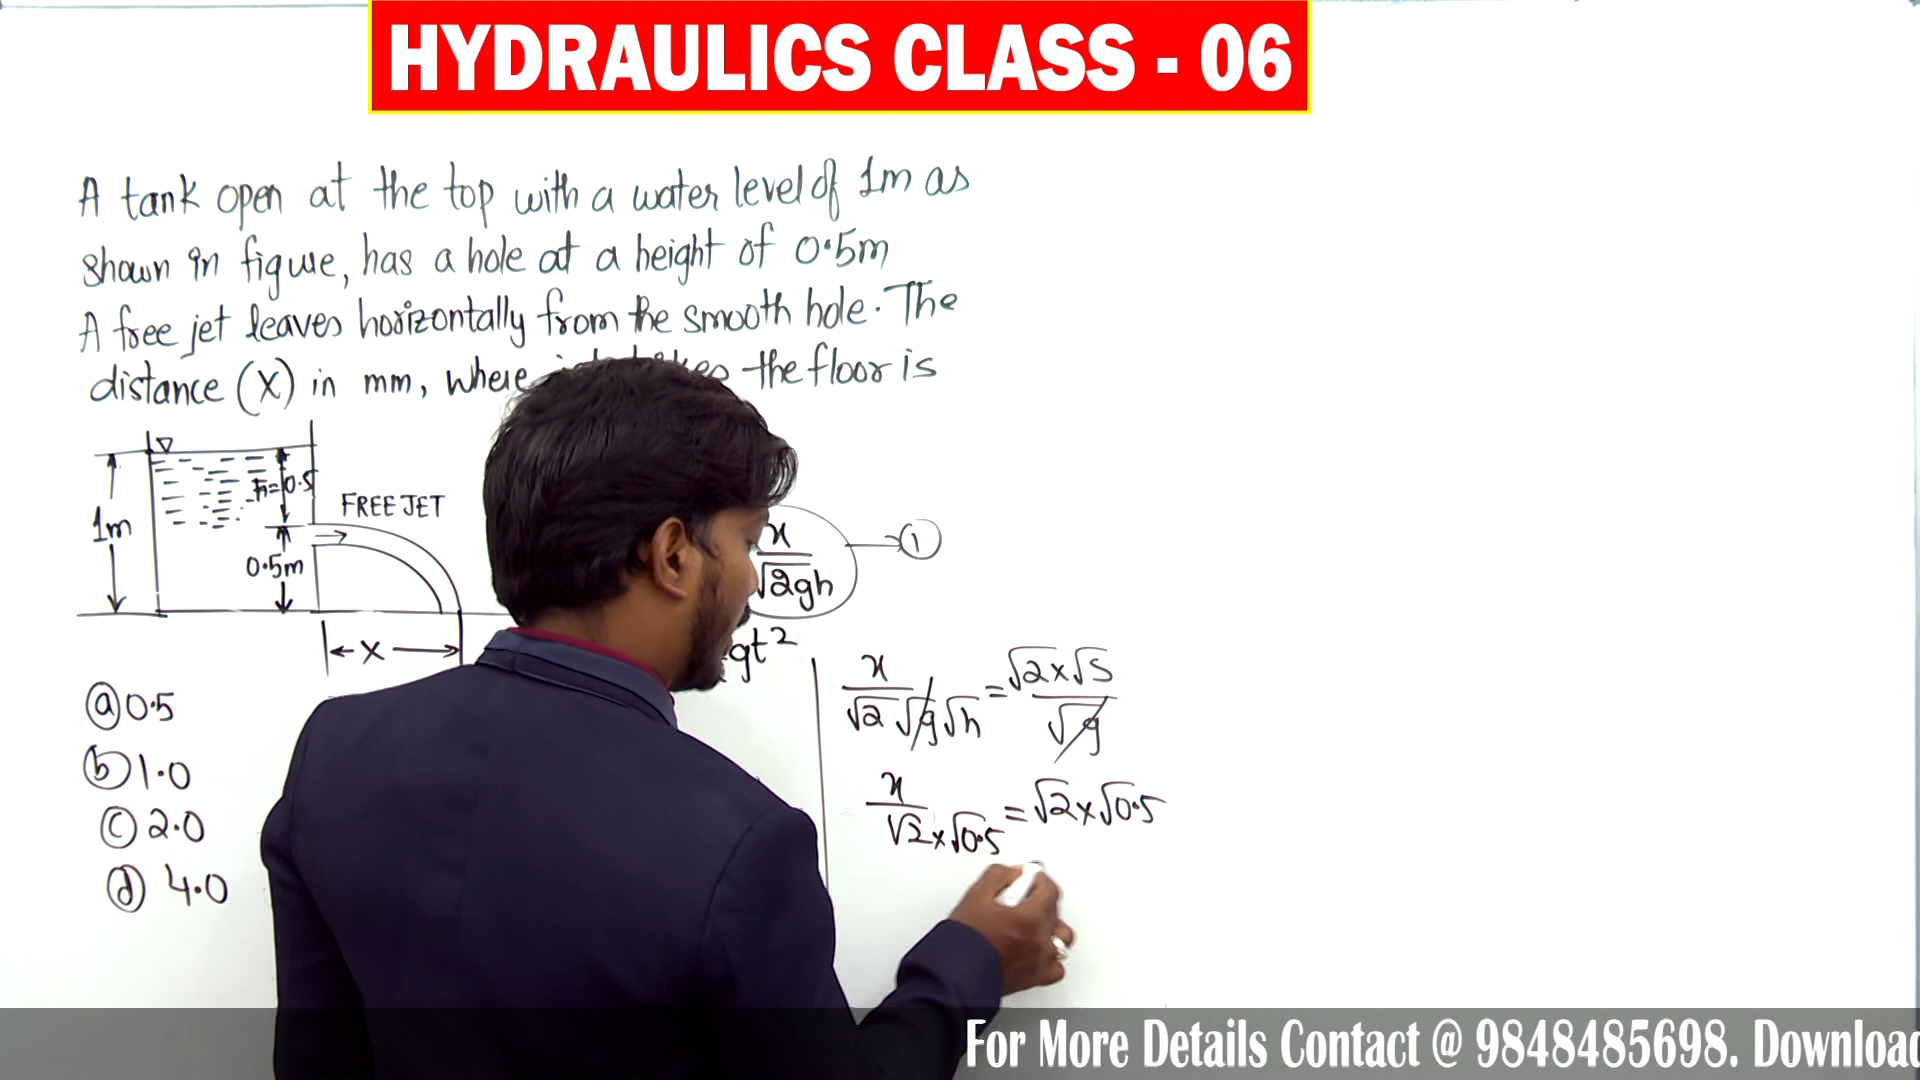 HYDRAULICS CLASS - 06
A tank open at the top with a water level of 1m as
shown in figure, has a hole at a height of 0.5m
A free jet leaves horizontally from the smooth hole. The
distance (X) in mm, where the floor is
h=0.5
FREE JET
1m
0.5m
X
x/√2gh → ①
gt²
x/√2 √g √h = √2×√s/√g
x/√2×√0.5 = √2×√0.5
ⓐ 0.5
ⓑ 1.0
ⓒ 2.0
ⓓ 4.0
For More Details Contact @ 9848485698. Download